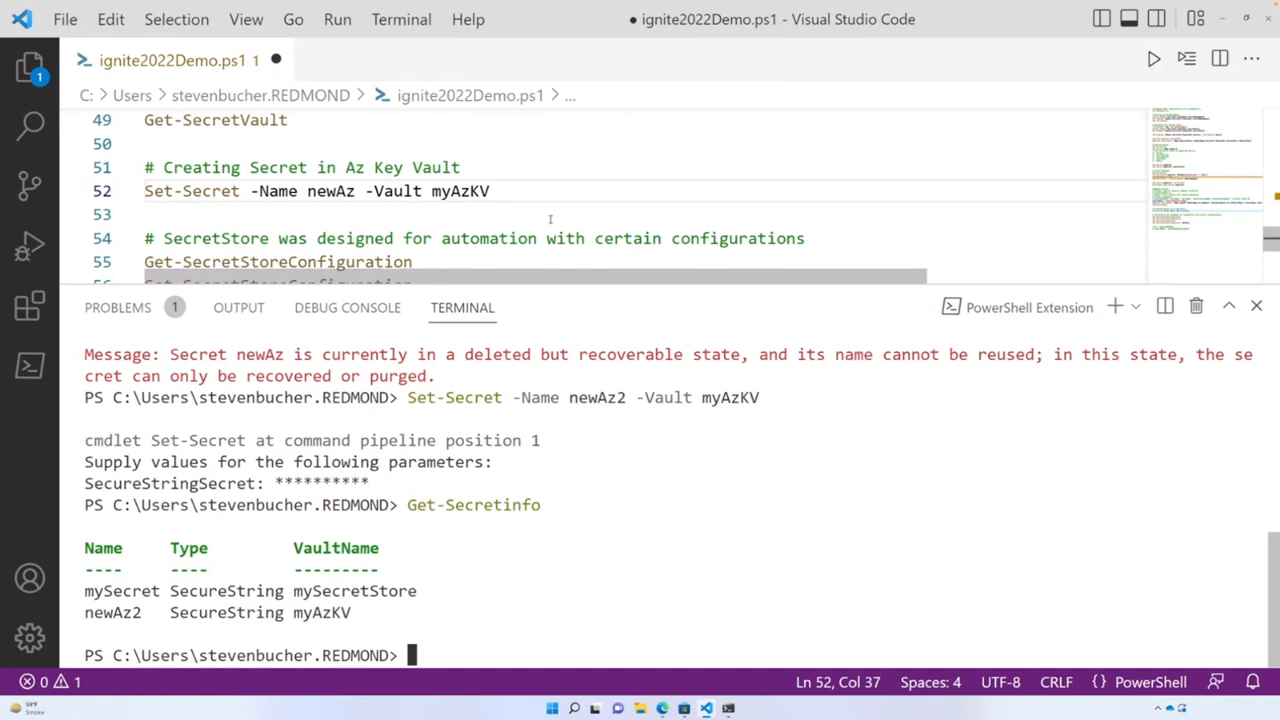 File Edit Selection View Go Run Terminal Help ● ignite2022Demo.ps1 - Visual Studio Code
ignite2022Demo.ps1 1 ●
C: > Users > stevenbucher.REDMOND > ignite2022Demo.ps1 > ...
49 Get-SecretVault
50
51 # Creating Secret in Az Key Vault
52 Set-Secret -Name newAz -Vault myA
53
54 # SecretStore was designed for automation with certain configurations
55 Get-SecretStoreConfiguration
PROBLEMS 1 OUTPUT DEBUG CONSOLE TERMINAL PowerShell Extension
Message: Secret newAz is currently in a deleted but recoverable state, and its name cannot be reused; in this state, the se
cret can only be recovered or purged.
PS C:\Users\stevenbucher.REDMOND> Set-Secret -Name newAz2 -Vault myAzKV
cmdlet Set-Secret at command pipeline position 1
Supply values for the following parameters:
SecureStringSecret: **********
PS C:\Users\stevenbucher.REDMOND> Get-Secretinfo
Name Type VaultName
---- ---- ---------
mySecret SecureString mySecretStore
newAz2 SecureString myAzKV
PS C:\Users\stevenbucher.REDMOND>
0 1 Ln 52, Col 37 Spaces: 4 UTF-8 CRLF {} PowerShell
59°F
Smoke